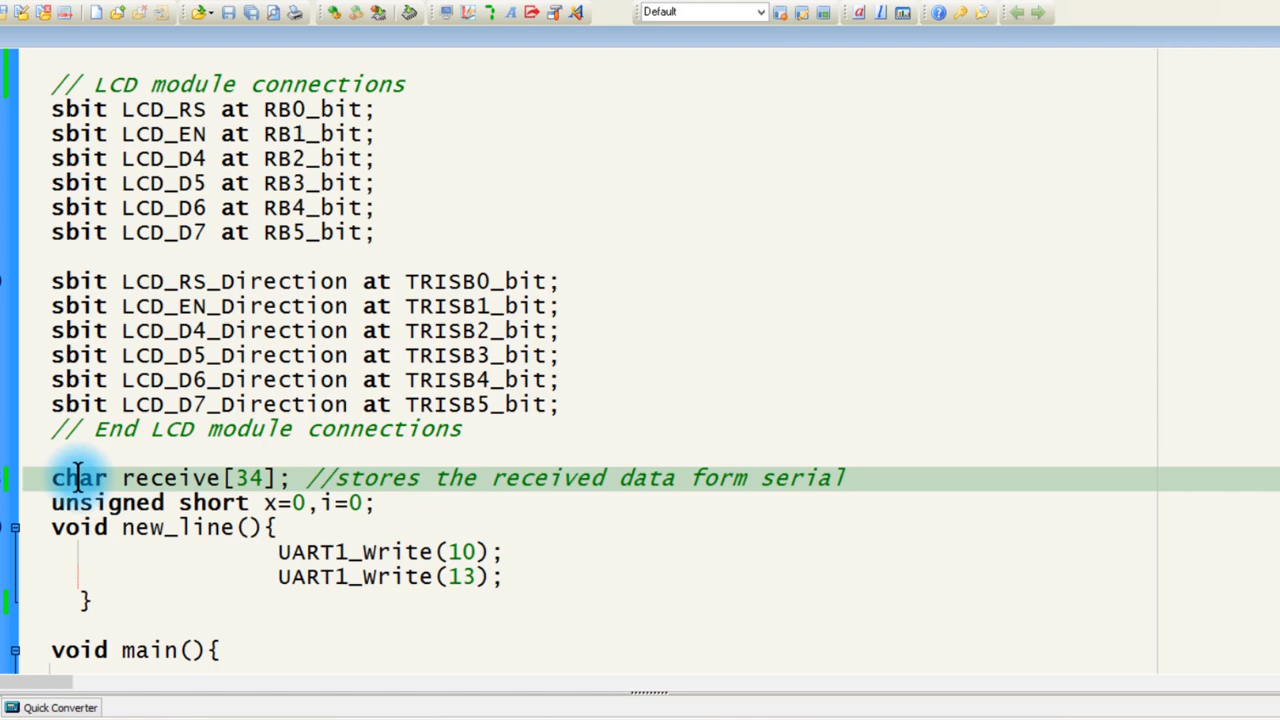 Default
// LCD module connections
sbit LCD_RS at RB0_bit;
sbit LCD_EN at RB1_bit;
sbit LCD_D4 at RB2_bit;
sbit LCD_D5 at RB3_bit;
sbit LCD_D6 at RB4_bit;
sbit LCD_D7 at RB5_bit;
sbit LCD_RS_Direction at TRISB0_bit;
sbit LCD_EN_Direction at TRISB1_bit;
sbit LCD_D4_Direction at TRISB2_bit;
sbit LCD_D5_Direction at TRISB3_bit;
sbit LCD_D6_Direction at TRISB4_bit;
sbit LCD_D7_Direction at TRISB5_bit;
// End LCD module connections
char receive[34]; //stores the received data form serial
unsigned short x=0,i=0;
void new_line(){
UART1_Write(10);
UART1_Write(13);
}
void main(){
Quick Converter